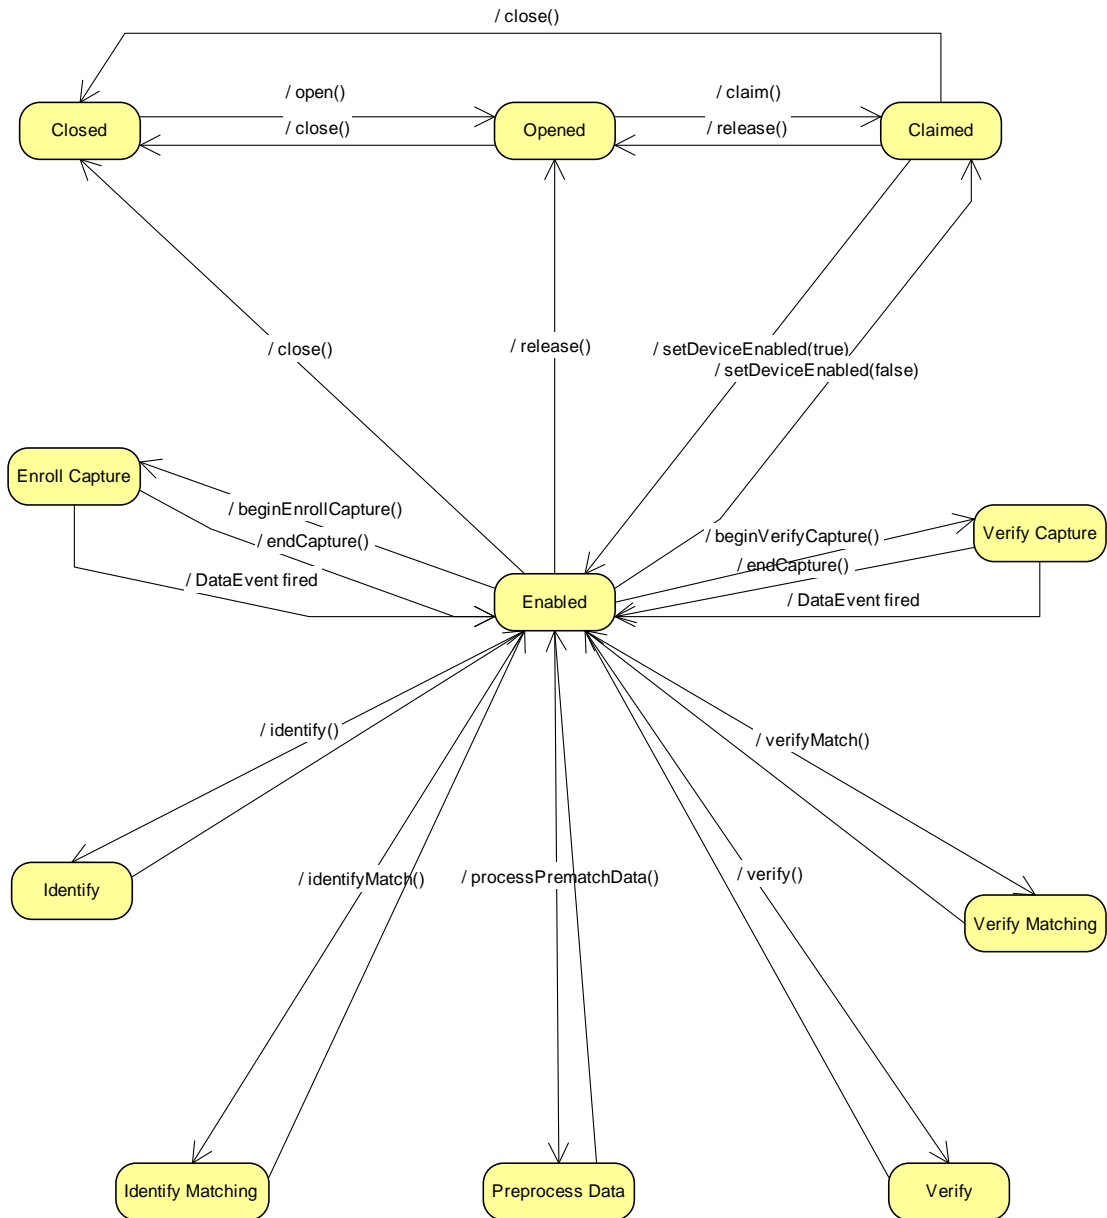 / close()
/ open()
/ claim()
Closed
/ close()
Opened
/ release()
Claimed
/ close()
/ release()
/ setDeviceEnabled(true)
/ setDeviceEnabled(false)
Enroll Capture
/ beginEnrollCapture()
/ endCapture()
/ DataEvent fired
/ beginVerifyCapture()
Verify Capture
/ endCapture()
/ DataEvent fired
Enabled
/ identify()
/ verifyMatch()
Identify
/ identifyMatch()
/ processPrematchData()
/ verify()
Verify Matching
Identify Matching
Preprocess Data
Verify